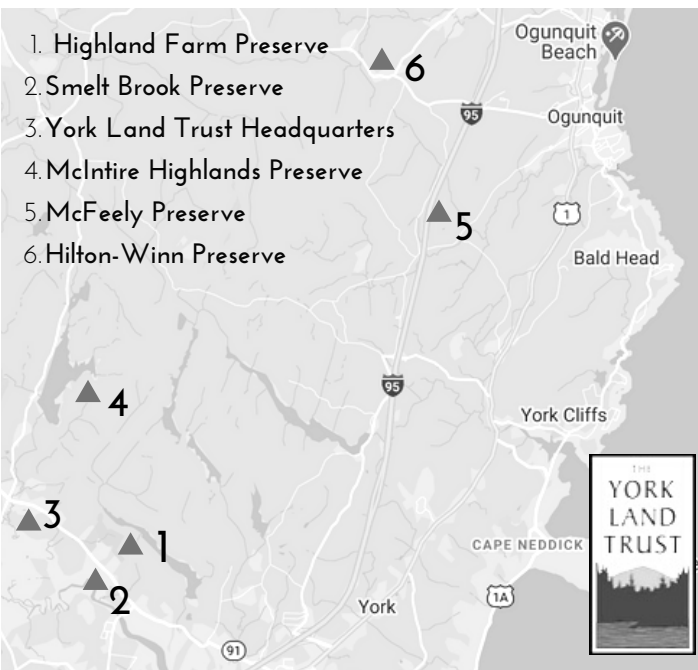 1. Highland Farm Preserve
2. Smelt Brook Preserve
3. York Land Trust Headquarters
4. McIntire Highlands Preserve
5. McFeely Preserve
6. Hilton-Winn Preserve
Ogunquit
Beach
6
95
Ogunquit
5
1
Bald Head
95
4
York Cliffs
3
1
2
CAPE NEDDICK
1A
York
91
THE
YORK
LAND
TRUST